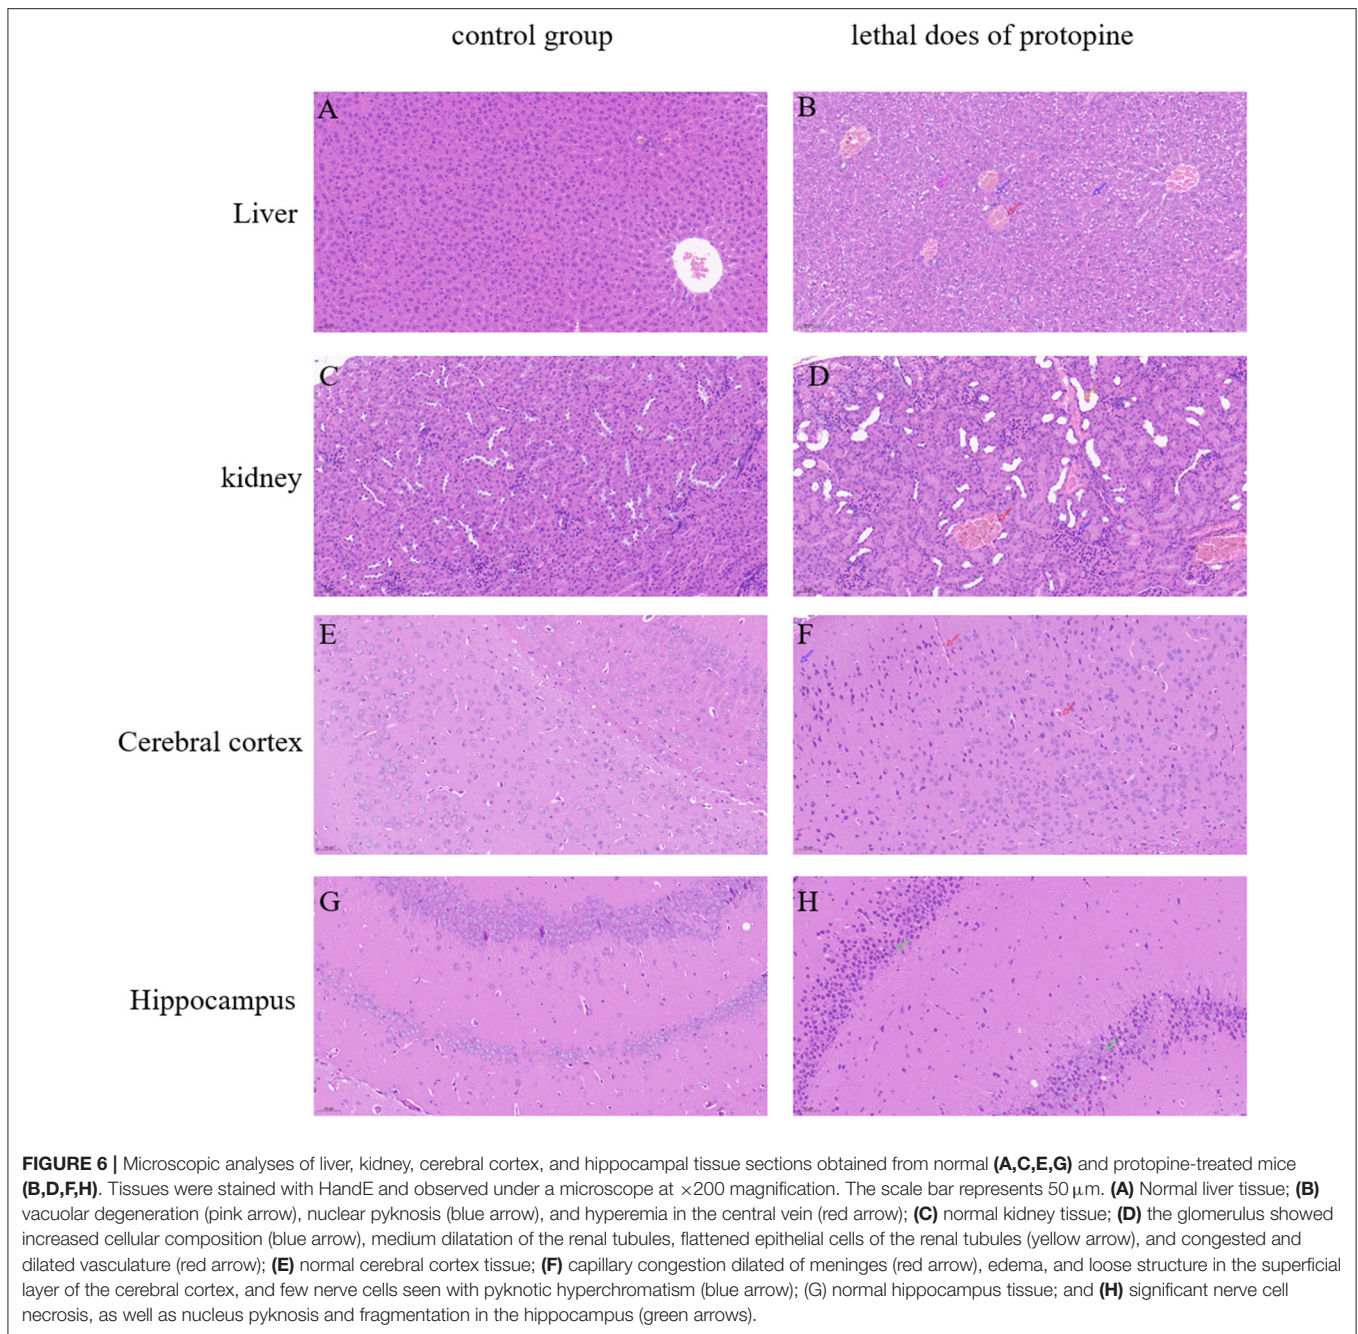 control group
lethal does of protopine
A
B
Liver
C
D
kidney
E
F
Cerebral cortex
G
H
Hippocampus
FIGURE 6 | Microscopic analyses of liver, kidney, cerebral cortex, and hippocampal tissue sections obtained from normal (A,C,E,G) and protopine-treated mice
(B,D,F,H). Tissues were stained with HandE and observed under a microscope at ×200 magnification. The scale bar represents 50 μm. (A) Normal liver tissue; (B)
vacuolar degeneration (pink arrow), nuclear pyknosis (blue arrow), and hyperemia in the central vein (red arrow); (C) normal kidney tissue; (D) the glomerulus showed
increased cellular composition (blue arrow), medium dilatation of the renal tubules, flattened epithelial cells of the renal tubules (yellow arrow), and congested and
dilated vasculature (red arrow); (E) normal cerebral cortex tissue; (F) capillary congestion dilated of meninges (red arrow), edema, and loose structure in the superficial
layer of the cerebral cortex, and few nerve cells seen with pyknotic hyperchromatism (blue arrow); (G) normal hippocampus tissue; and (H) significant nerve cell
necrosis, as well as nucleus pyknosis and fragmentation in the hippocampus (green arrows).